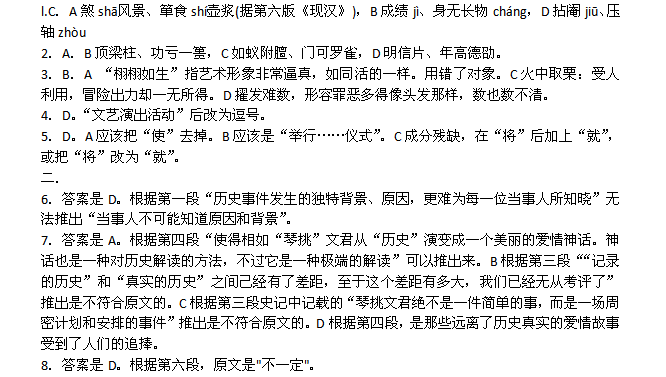 l.C. A 煞 shā风景、箪食 shí壶浆(据第六版《现汉》), B 成绩 jì、身无长物 cháng, D 拈阄 jiū、压
轴 zhòu
2. A. B 顶梁柱、功亏一篑, C 如蚁附膻、门可罗雀, D 明信片、年高德劭。
3. B. A “栩栩如生”指艺术形象非常逼真，如同活的一样。用错了对象。C 火中取栗：受人
利用，冒险出力却一无所得。D 擢发难数，形容罪恶多得像头发那样，数也数不清。
4. D。“文艺演出活动”后改为逗号。
5. D。A 应该把“使”去掉。B 应该是“举行……仪式”。C 成分残缺，在“将”后加上“就”，
或把“将”改为“就”。
二.
6. 答案是 D。根据第一段“历史事件发生的独特背景、原因，更难为每一位当事人所知晓”无
法推出“当事人不可能知道原因和背景”。
7. 答案是 A。根据第四段“使得相如“琴挑”文君从“历史”演变成一个美丽的爱情神话。神
话也是一种对历史解读的方法，不过它是一种极端的解读”可以推出来。B 根据第三段““记录
的历史”和“真实的历史”之间己经有了差距，至于这个差距有多大，我们已经无从考评了”
推出是不符合原文的。C 根据第三段史记中记载的“琴挑文君绝不是一件简单的事，而是一场周
密计划和安排的事件”推出是不符合原文的。D 根据第四段，是那些远离了历史真实的爱情故事
受到了人们的追捧。
8. 答案是 D。根据第六段，原文是"不一定"。